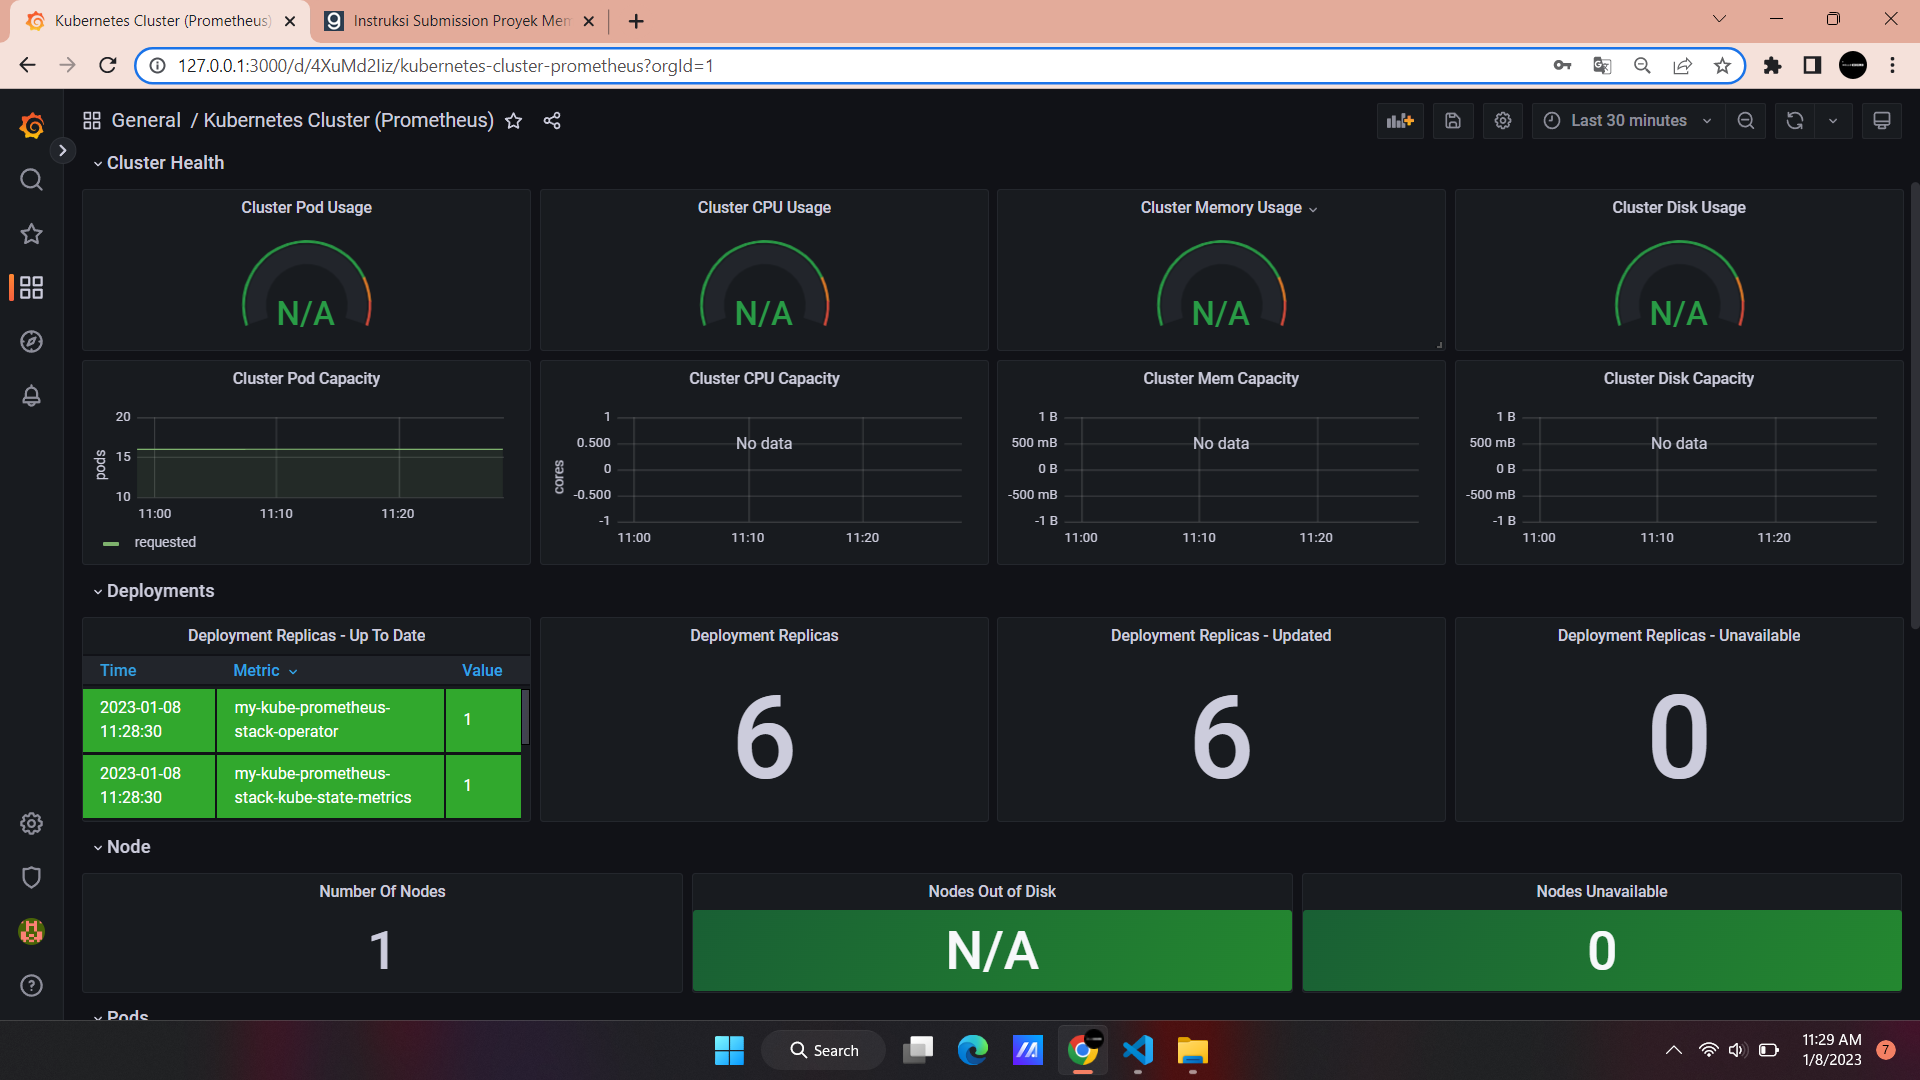 Kubernetes Cluster (Prometheus)
Instruksi Submission Proyek Mem
127.0.0.1:3000/d/4XuMd2Iiz/kubernetes-cluster-prometheus?orgId=1
General / Kubernetes Cluster (Prometheus)
Last 30 minutes
Cluster Health
Cluster Pod Usage
N/A
Cluster CPU Usage
N/A
Cluster Memory Usage
N/A
Cluster Disk Usage
N/A
Cluster Pod Capacity
pods
20
15
10
11:00
11:10
11:20
requested
Cluster CPU Capacity
cores
1
0.500
0
-0.500
-1
No data
11:00
11:10
11:20
Cluster Mem Capacity
1 B
500 mB
0 B
-500 mB
-1 B
No data
11:00
11:10
11:20
Cluster Disk Capacity
1 B
500 mB
0 B
-500 mB
-1 B
No data
11:00
11:10
11:20
Deployments
Deployment Replicas - Up To Date
Time Metric Value
2023-01-08
11:28:30
my-kube-prometheus-
stack-operator
1
2023-01-08
11:28:30
my-kube-prometheus-
stack-kube-state-metrics
1
Deployment Replicas
6
Deployment Replicas - Updated
6
Deployment Replicas - Unavailable
0
Node
Number Of Nodes
1
Nodes Out of Disk
N/A
Nodes Unavailable
0
Pods
Search
11:29 AM
1/8/2023
7